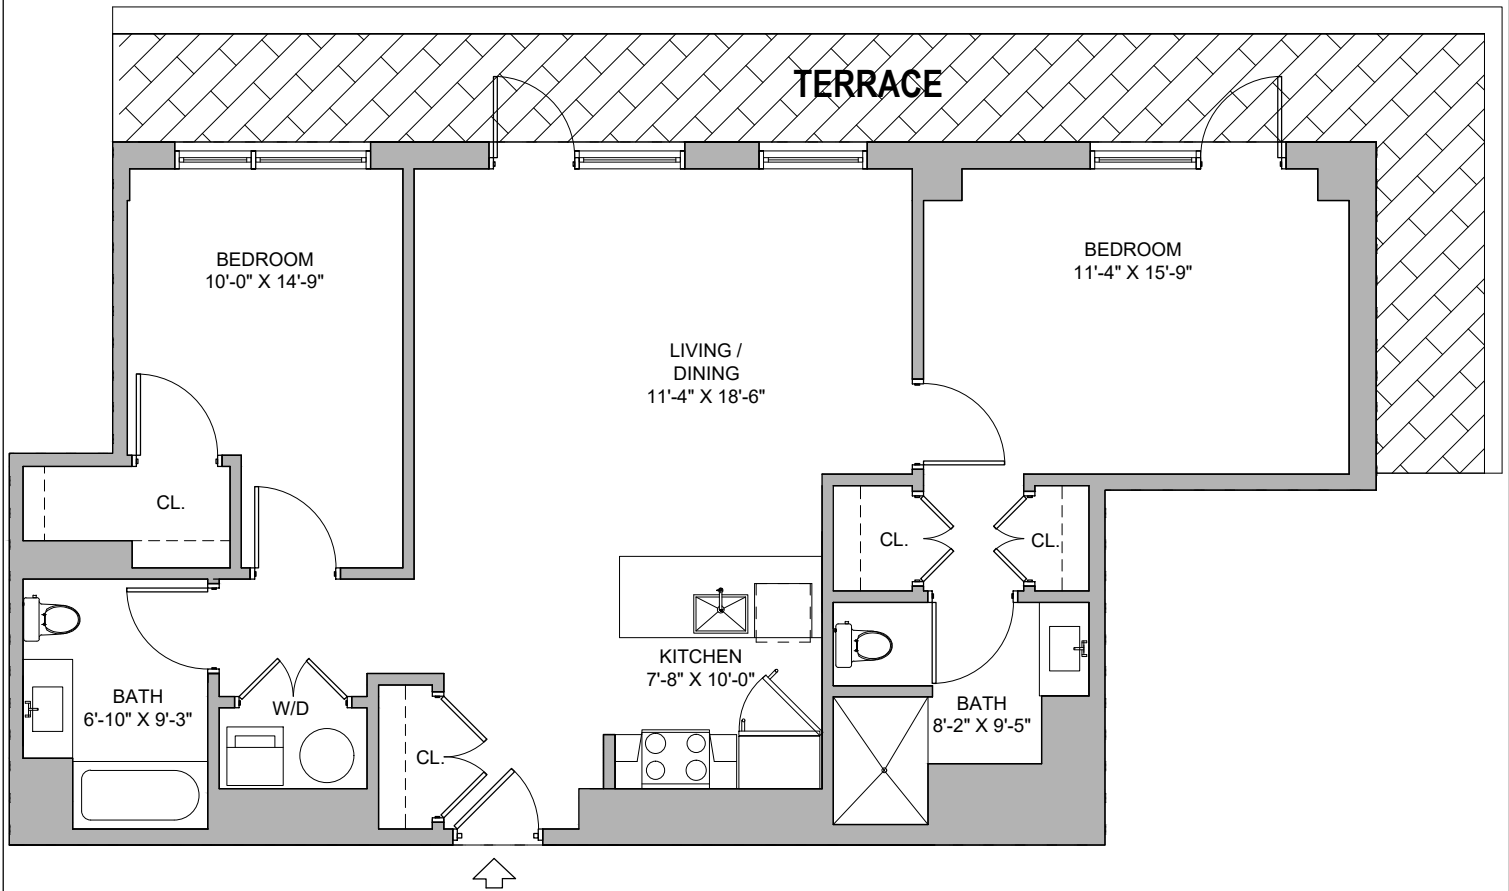 TERRACE
BEDROOM
10'-0" X 14'-9"
BEDROOM
11'-4" X 15'-9"
LIVING /
DINING
11'-4" X 18'-6"
CL.
CL.
CL.
KITCHEN
7'-8" X 10'-0"
BATH
6'-10" X 9'-3"
W/D
BATH
8'-2" X 9'-5"
CL.